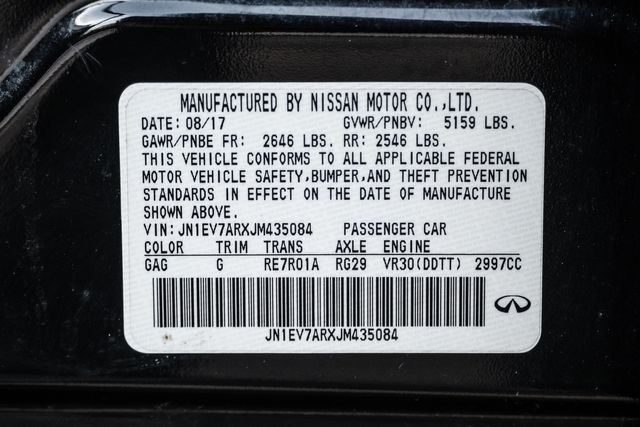 MANUFACTURED BY NISSAN MOTOR CO.,LTD.
DATE: 08/17 GVWR/PNBV: 5159 LBS.
GAWR/PNBE FR: 2646 LBS. RR: 2546 LBS.
THIS VEHICLE CONFORMS TO ALL APPLICABLE FEDERAL
MOTOR VEHICLE SAFETY,BUMPER,AND THEFT PREVENTION
STANDARDS IN EFFECT ON THE DATE OF MANUFACTURE
SHOWN ABOVE.
VIN:JN1EV7ARXJM435084 PASSENGER CAR
COLOR TRIM TRANS AXLE ENGINE
GAG G RE7R01A RG29 VR30(DDTT) 2997CC
JN1EV7ARXJM435084